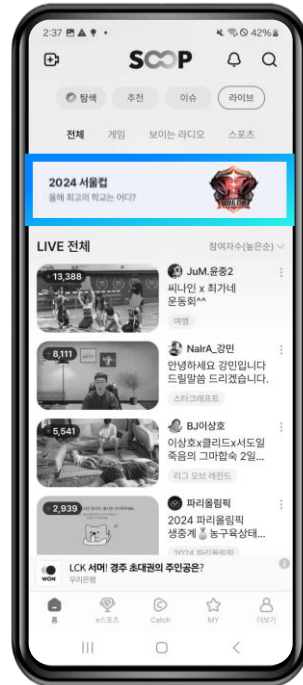 2:37
42%
SOOP
탐색 추천 이슈 라이브
전체 게임 보이는 라디오 스포츠
2024 서울컵
올해 최고의 학교는 어디?
LIVE 전체
참여자수(높은순)
13,388
JuM.윤중2
씨나인 x 최가네
운동회^^
여행
8,111
NalrA_강민
안녕하세요 강민입니다
드릴말씀 드리겠습니다.
스타크래프트
5,541
BJ이상호
이상호x클리드x서도일
죽음의 그마합숙 2일...
리그 오브 레전드
2,939
파리올림픽
2024 파리올림픽
생중계🥇농구육상태...
2024 파리올림픽
WON
LCK 서머! 경주 초대권의 주인공은?
우리은행
홈 e스포츠 Catch MY 더보기